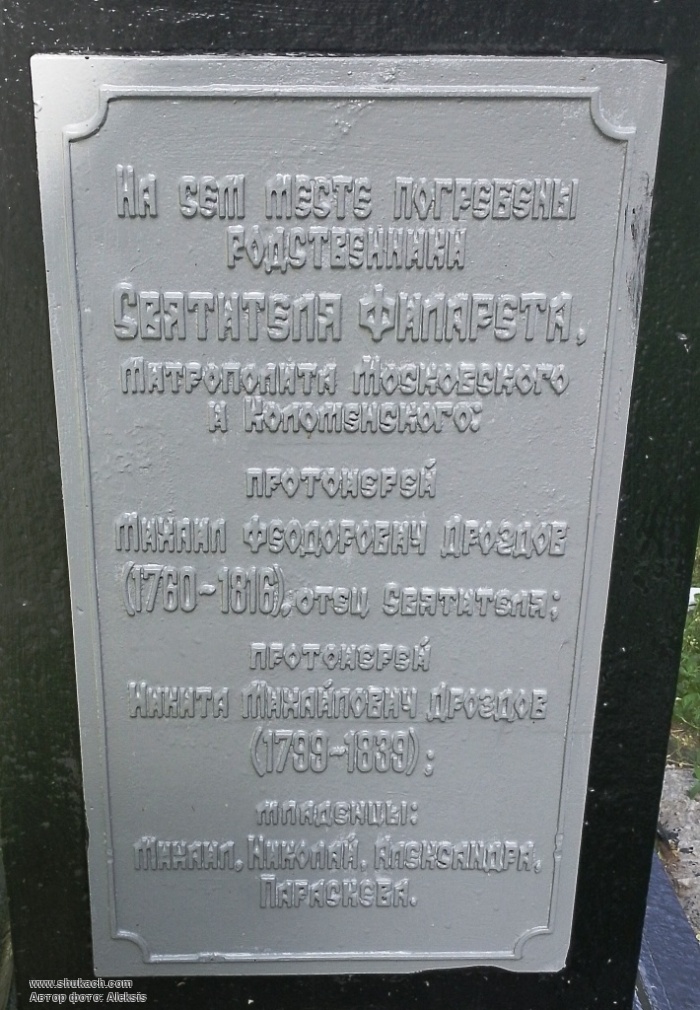 На сем месте погребены
родственники
Святителя Филарета,
Митрополита Московского
и Коломенского:
протоиерей
Михаил Феодорович Дроздов
(1760-1816), отец Святителя;
протоиерей
Никита Михайлович Дроздов
(1799-1839);
младенцы:
Михаил, Николай, Александра,
Параскева.
www.shukach.com
Автор фото: Aleksis